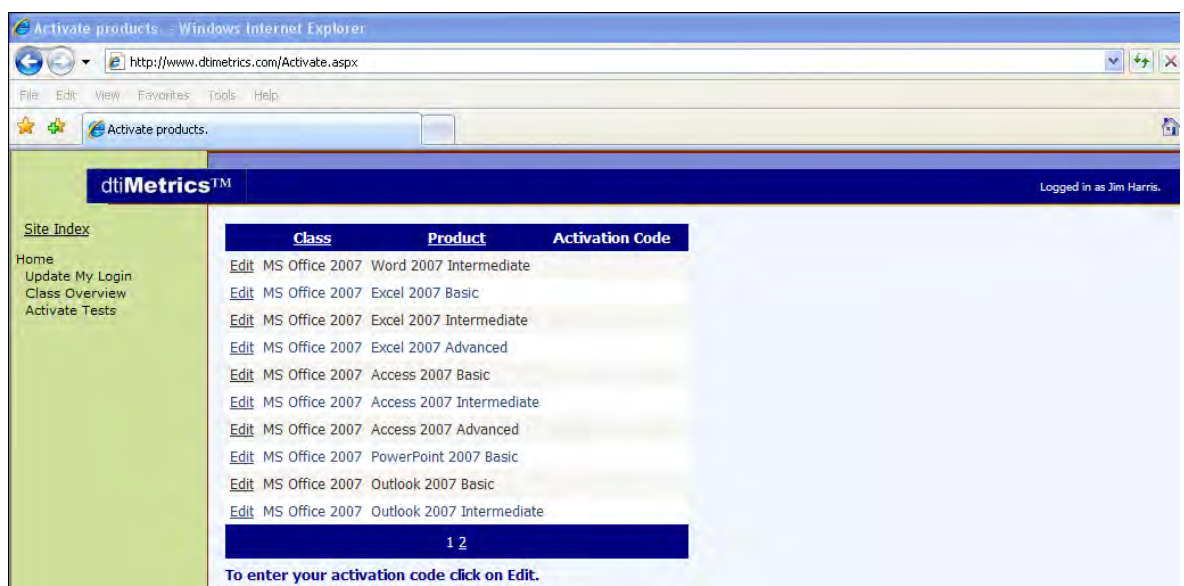 Activate products. - Windows Internet Explorer
http://www.dtimetrics.com/Activate.aspx
File Edit View Favorites Tools Help
Activate products.
dtiMetrics™
Logged in as Jim Harris.
Site Index
Home
Update My Login
Class Overview
Activate Tests
Class Product Activation Code
Edit MS Office 2007 Word 2007 Intermediate
Edit MS Office 2007 Excel 2007 Basic
Edit MS Office 2007 Excel 2007 Intermediate
Edit MS Office 2007 Excel 2007 Advanced
Edit MS Office 2007 Access 2007 Basic
Edit MS Office 2007 Access 2007 Intermediate
Edit MS Office 2007 Access 2007 Advanced
Edit MS Office 2007 PowerPoint 2007 Basic
Edit MS Office 2007 Outlook 2007 Basic
Edit MS Office 2007 Outlook 2007 Intermediate
1 2
To enter your activation code click on Edit.